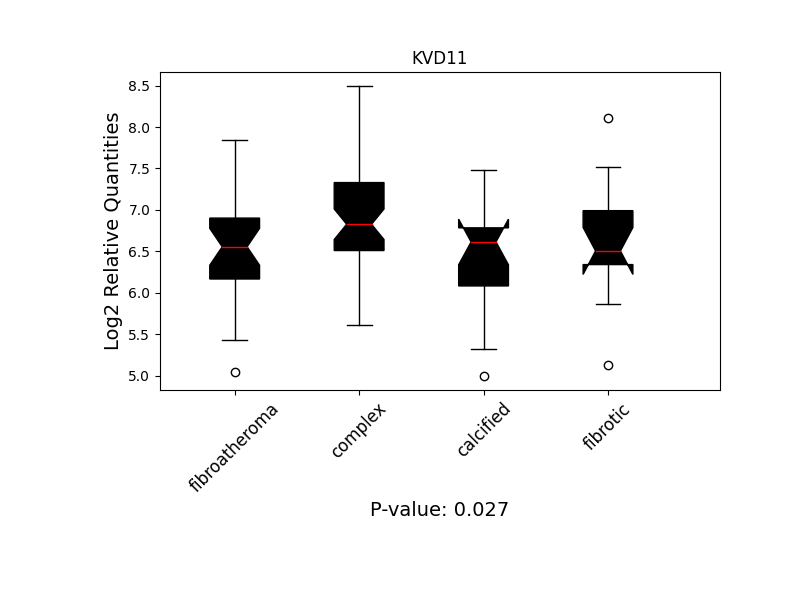 KVD11
Log2 Relative Quantities
8.5
8.0
7.5
7.0
6.5
6.0
5.5
5.0
fibroatheroma
complex
calcified
fibrotic
P-value: 0.027